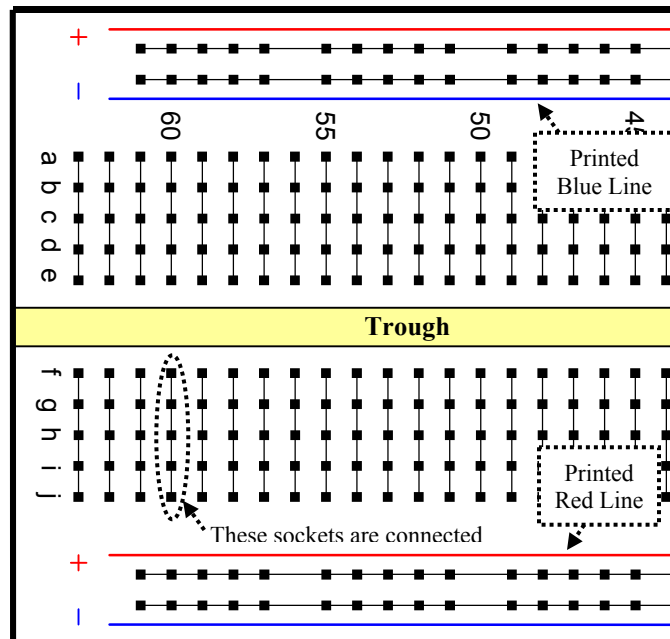 +
–
60 55 50
a
b
c
d
e
Printed
Blue Line
Trough
f
g
h
i
j
Printed
Red Line
These sockets are connected
+
–